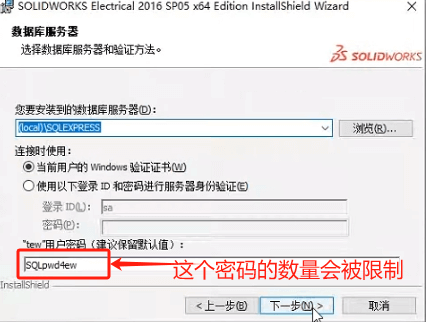 SOLIDWORKS Electrical 2016 SP05 x64 Edition InstallShield Wizard
数据库服务器
选择数据库服务器和验证方法。
SOLIDWORKS
您要安装到的数据库服务器(D):
(local)\SQLEXPRESS
浏览(R)...
连接时使用:
当前用户的 Windows 验证证书(W)
使用以下登录 ID 和密码进行服务器身份验证(E)
登录 ID(L):
sa
密码(P):
"tew"用户密码(建议保留默认值):
SQLpwd4ew
这个密码的数量会被限制
InstallShield
<上一步(B)
下一步(N)>
取消